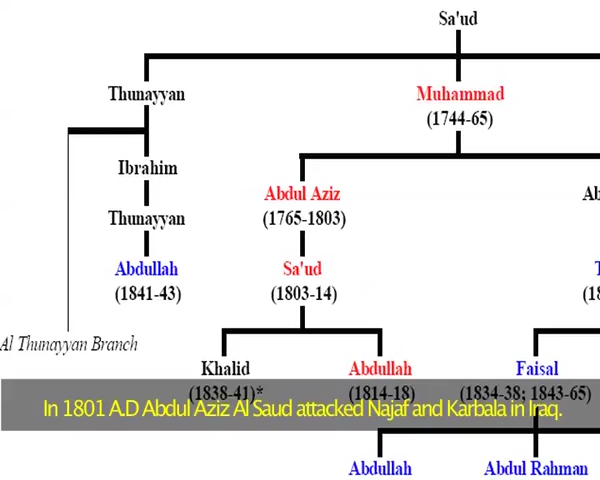 Sa'ud
Thunayyan
Muhammad
(1744-65)
Ibrahim
Abdul Aziz
(1765-1803)
Thunayyan
Abdullah
(1841-43)
Sa'ud
(1803-14)
Al Thunayyan Branch
Khalid
(1838-41)*
Abdullah
(1814-18)
Faisal
(1834-38; 1843-65)
In 1801 A.D Abdul Aziz Al Saud attacked Najaf and Karbala in Iraq.
Abdullah
Abdul Rahman